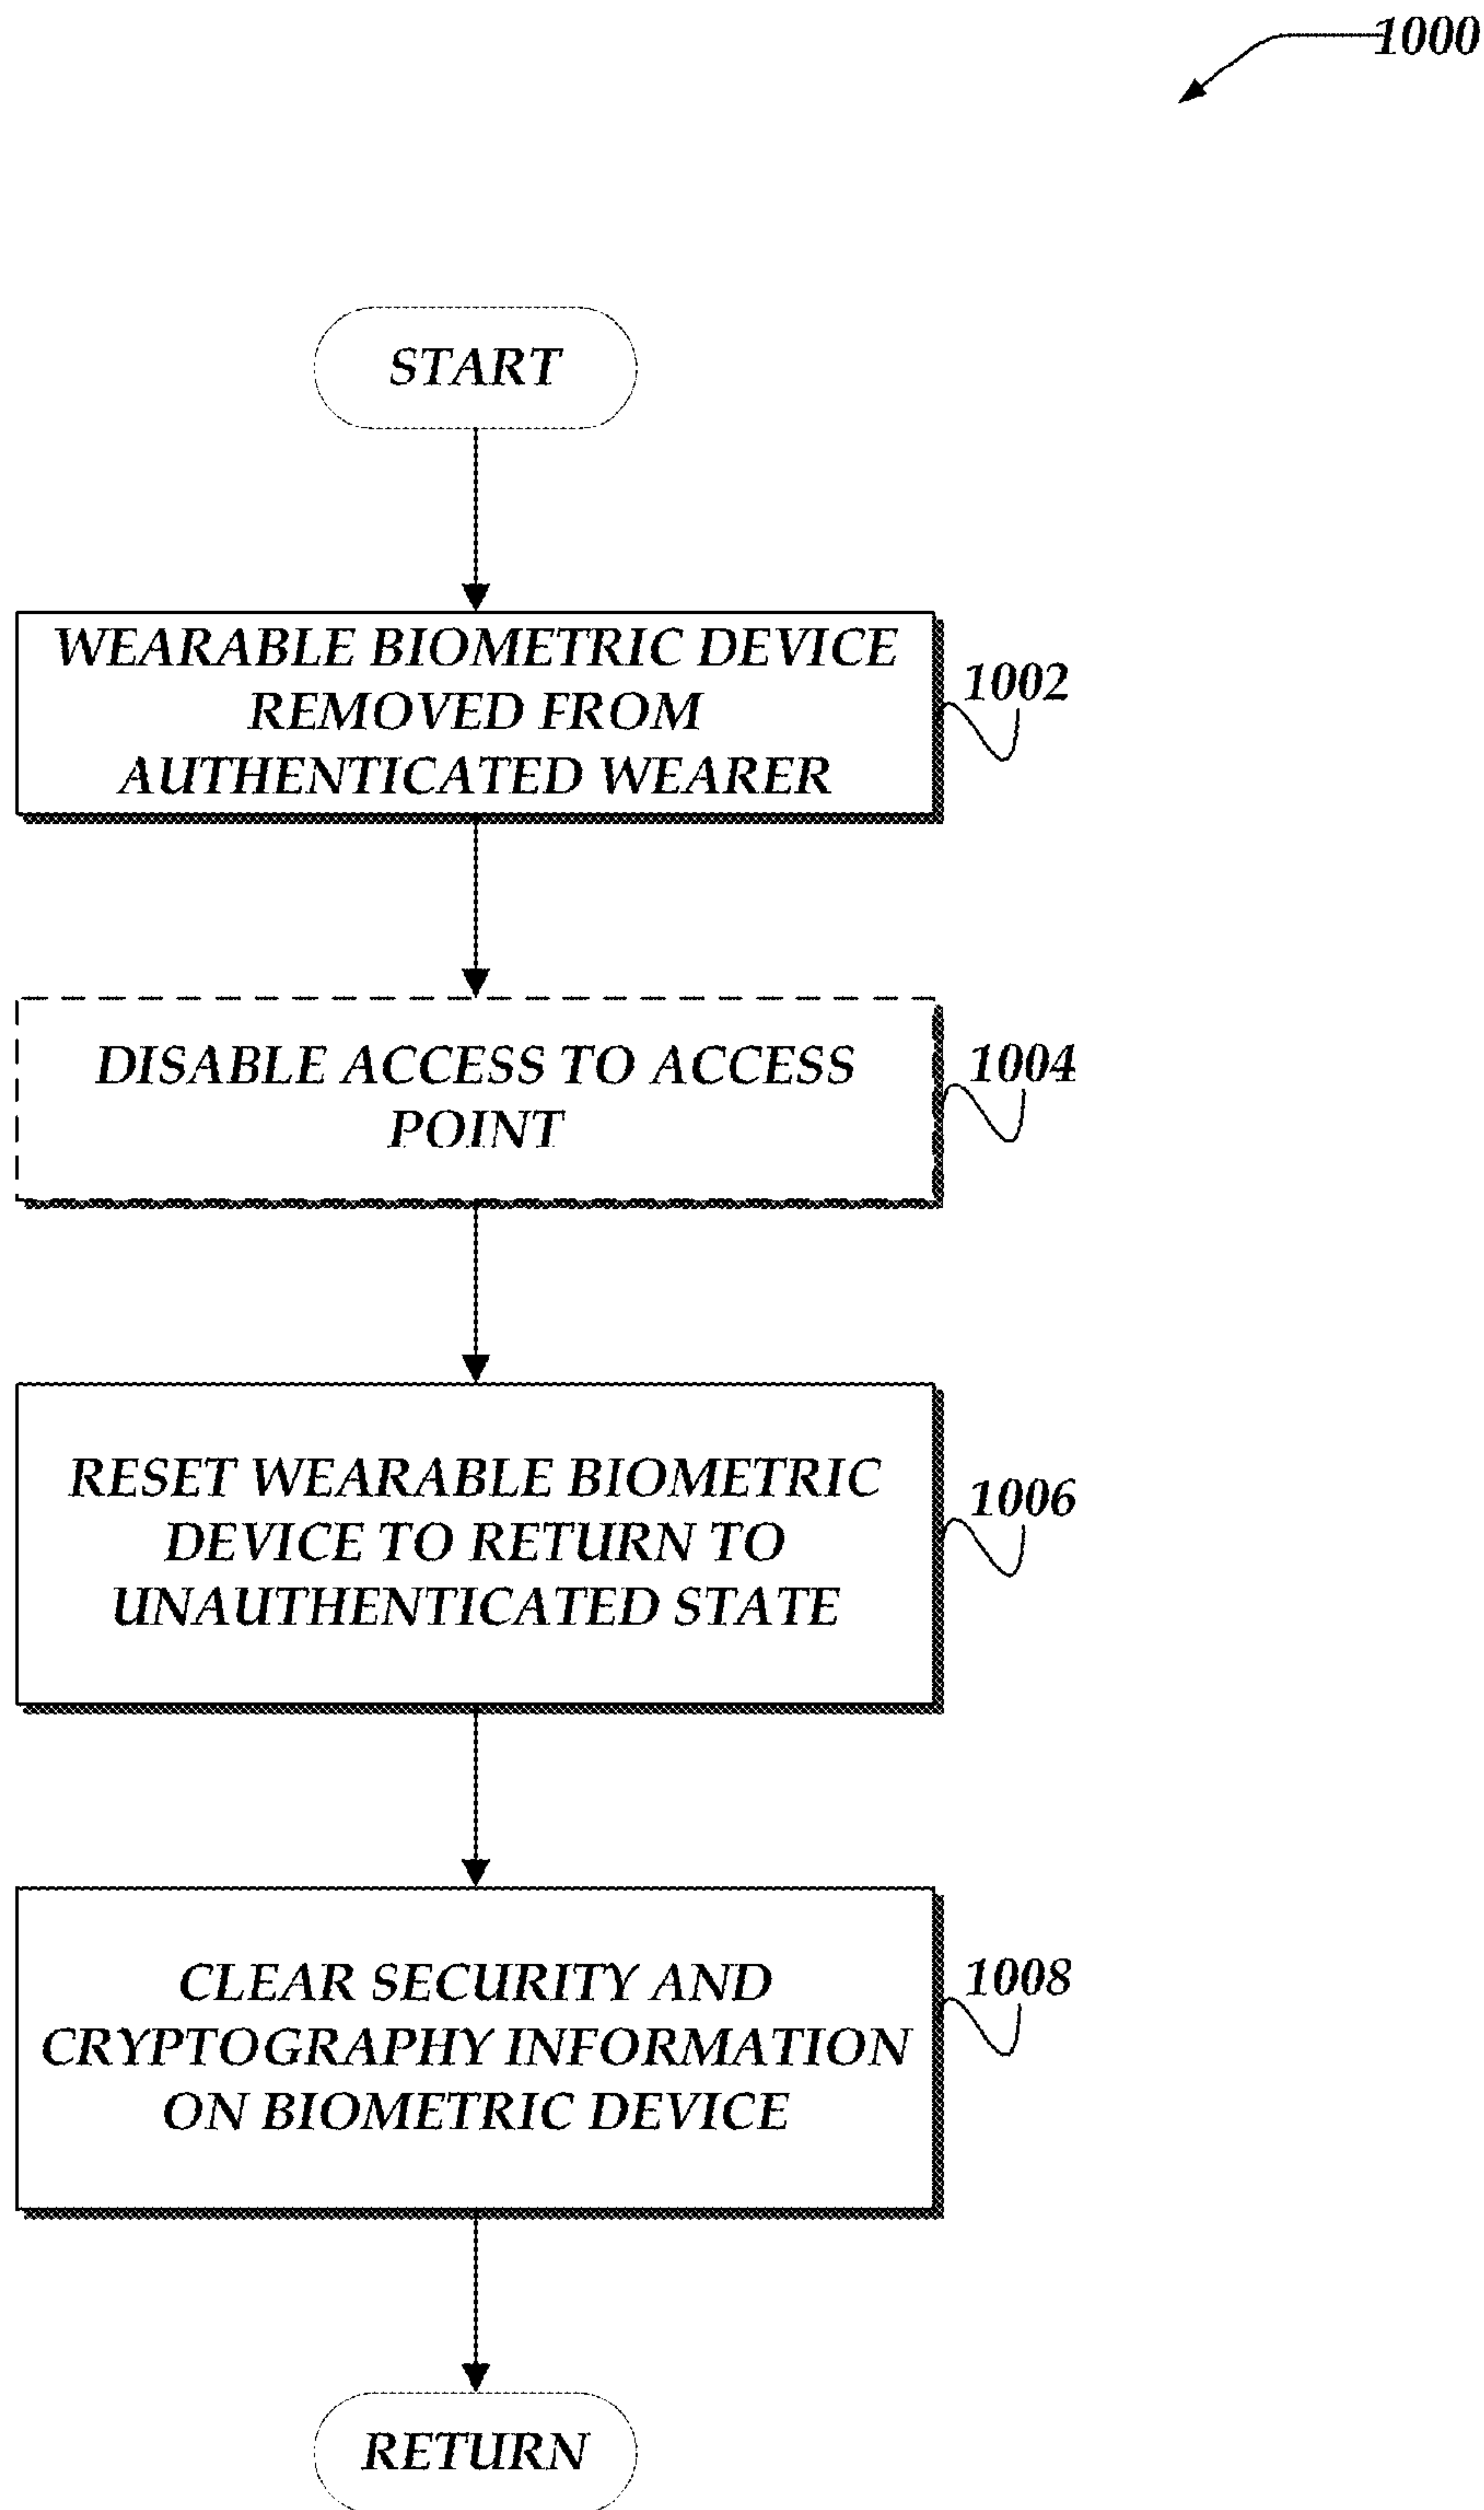 1000
START
WEARABLE BIOMETRIC DEVICE
REMOVED FROM
AUTHENTICATED WEARER
1002
DISABLE ACCESS TO ACCESS
POINT
1004
RESET WEARABLE BIOMETRIC
DEVICE TO RETURN TO
UNAUTHENTICATED STATE
1006
CLEAR SECURITY AND
CRYPTOGRAPHY INFORMATION
ON BIOMETRIC DEVICE
1008
RETURN